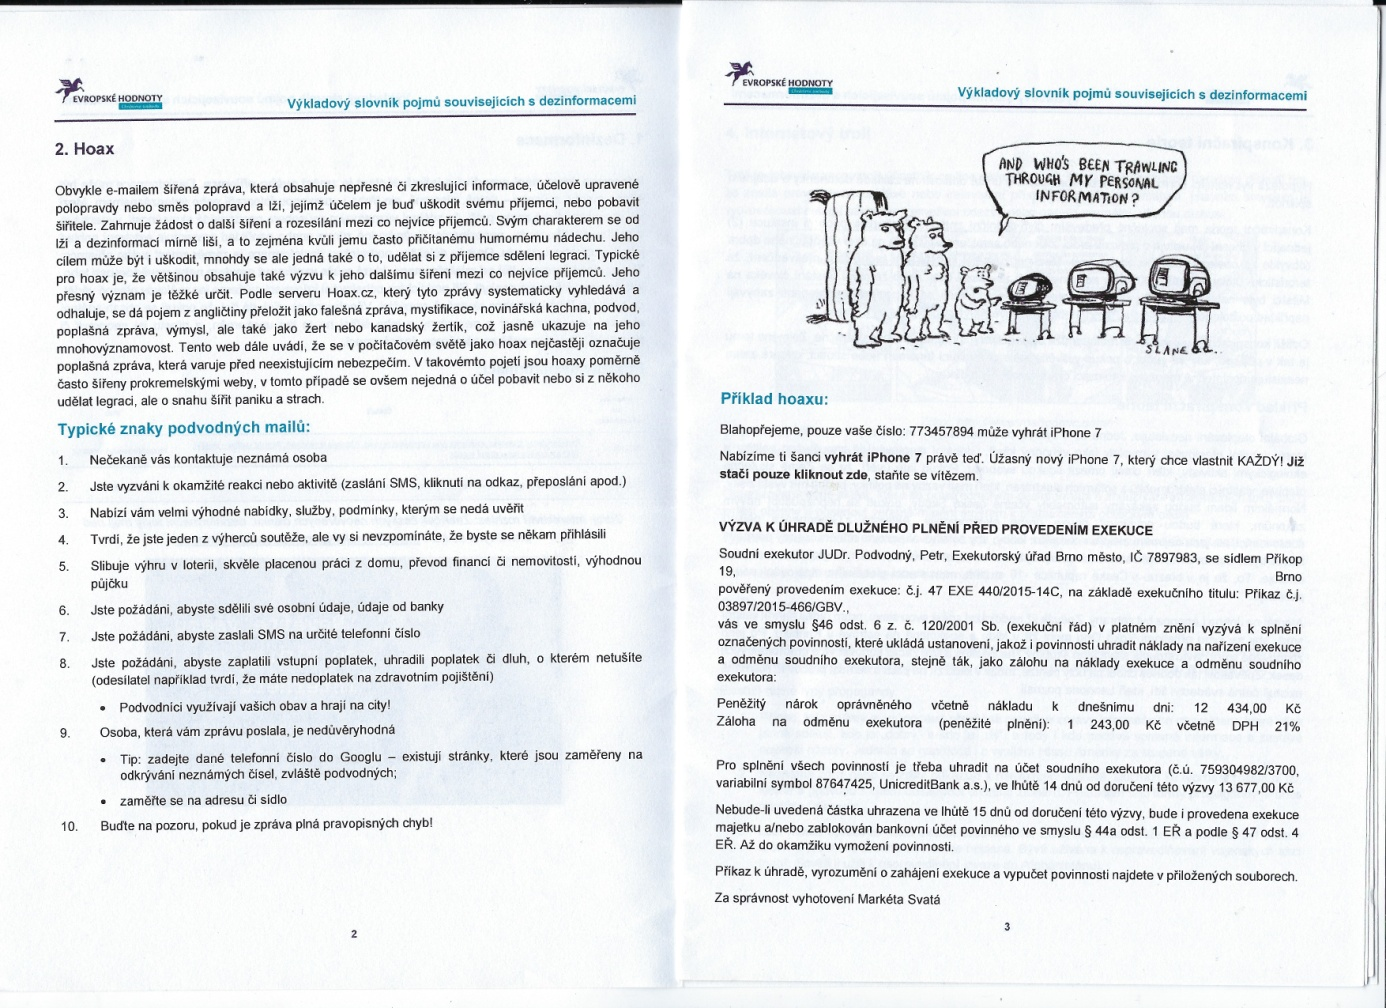 EVROPSKÉ HODNOTY
Výkladový slovník pojmů souvisejících s dezinformacemi
2. Hoax
Obvykle e-mailem šířená zpráva, která obsahuje nepřesné či zkreslující informace, účelově upravené
polopravdy nebo směs polopravd a lží, jejímž účelem je buď uškodit svému příjemci, nebo pobavit
šiřitele. Zahrnuje žádost o další šíření a rozesílání mezi co nejvíce příjemců. Svým charakterem se od
lží a dezinformací mírně liší, a to zejména kvůli jemu často přičítanému humornému nádechu. Jeho
cílem může být i uškodit, mnohdy se ale jedná také o to, udělat si z příjemce sdělení legraci. Typické
pro hoax je, že většinou obsahuje také výzvu k jeho dalšímu šíření mezi co nejvíce příjemců. Jeho
přesný význam je těžké určit. Podle serveru Hoax.cz, který tyto zprávy systematicky vyhledává a
odhaluje, se dá pojem z angličtiny přeložit jako falešná zpráva, mystifikace, novinářská kachna, podvod,
poplašná zpráva, výmysl, ale také jako žert nebo kanadský žertík, což jasně ukazuje na jeho
mnohovýznamovost. Tento web dále uvádí, že se v počítačovém světě jako hoax nejčastěji označuje
poplašná zpráva, která varuje před neexistujícím nebezpečím. V takovémto pojetí jsou hoaxy poměrně
často šířeny prokremelskými weby, v tomto případě se ovšem nejedná o účel pobavit nebo si z někoho
udělat legraci, ale o snahu šířit paniku a strach.
Typické znaky podvodných mailů:
1. Nečekaně vás kontaktuje neznámá osoba
2. Jste vyzváni k okamžité reakci nebo aktivitě (zaslání SMS, kliknutí na odkaz, přeposlání apod.)
3. Nabízí vám velmi výhodné nabídky, služby, podmínky, kterým se nedá uvěřit
4. Tvrdí, že jste jeden z výherců soutěže, ale vy si nevzpomínáte, že byste se někam přihlásili
5. Slibuje výhru v loterii, skvěle placenou práci z domu, převod financí či nemovitostí, výhodnou
půjčku
6. Jste požádáni, abyste sdělili své osobní údaje, údaje od banky
7. Jste požádáni, abyste zaslali SMS na určité telefonní číslo
8. Jste požádáni, abyste zaplatili vstupní poplatek, uhradili poplatek či dluh, o kterém netušíte
(odesílatel například tvrdí, že máte nedoplatek na zdravotním pojištění)
• Podvodníci využívají vašich obav a hrají na city!
9. Osoba, která vám zprávu poslala, je nedůvěryhodná
• Tip: zadejte dané telefonní číslo do Googlu – existují stránky, které jsou zaměřeny na
odkrývání neznámých čísel, zvláště podvodných;
• zaměřte se na adresu či sídlo
10. Buďte na pozoru, pokud je zpráva plná pravopisných chyb!
2
EVROPSKÉ HODNOTY
Výkladový slovník pojmů souvisejících s dezinformacemi
AND WHO'S BEEN TRAWLING
THROUGH MY PERSONAL
INFORMATION?
SLANE
Příklad hoaxu:
Blahopřejeme, pouze vaše číslo: 773457894 může vyhrát iPhone 7
Nabízíme ti šanci vyhrát iPhone 7 právě teď. Úžasný nový iPhone 7, který chce vlastnit KAŽDÝ! Již
stačí pouze kliknout zde, staňte se vítězem.
VÝZVA K ÚHRADĚ DLUŽNÉHO PLNĚNÍ PŘED PROVEDENÍM EXEKUCE
Soudní exekutor JUDr. Podvodný, Petr, Exekutorský úřad Brno město, IČ 7897983, se sídlem Příkop
19, Brno
pověřený provedením exekuce: č.j. 47 EXE 440/2015-14C, na základě exekučního titulu: Příkaz č.j.
03897/2015-466/GBV.,
vás ve smyslu §46 odst. 6 z. č. 120/2001 Sb. (exekuční řád) v platném znění vyzývá k splnění
označených povinností, které ukládá ustanovení, jakož i povinnosti uhradit náklady na nařízení exekuce
a odměnu soudního exekutora, stejně ták, jako zálohu na náklady exekuce a odměnu soudního
exekutora:
Peněžitý nárok oprávněného včetně nákladu k dnešnímu dni: 12 434,00 Kč
Záloha na odměnu exekutora (peněžité plnění): 1 243,00 Kč včetně DPH 21%
Pro splnění všech povinností je třeba uhradit na účet soudního exekutora (č.ú. 759304982/3700,
variabilní symbol 87647425, UnicreditBank a.s.), ve lhůtě 14 dnů od doručení této výzvy 13 677,00 Kč
Nebude-li uvedená částka uhrazena ve lhůtě 15 dnů od doručení této výzvy, bude i provedena exekuce
majetku a/nebo zablokován bankovní účet povinného ve smyslu § 44a odst. 1 EŘ a podle § 47 odst. 4
EŘ. Až do okamžiku vymožení povinnosti.
Příkaz k úhradě, vyrozumění o zahájení exekuce a vypučet povinnosti najdete v přiložených souborech.
Za správnost vyhotovení Markéta Svatá
3